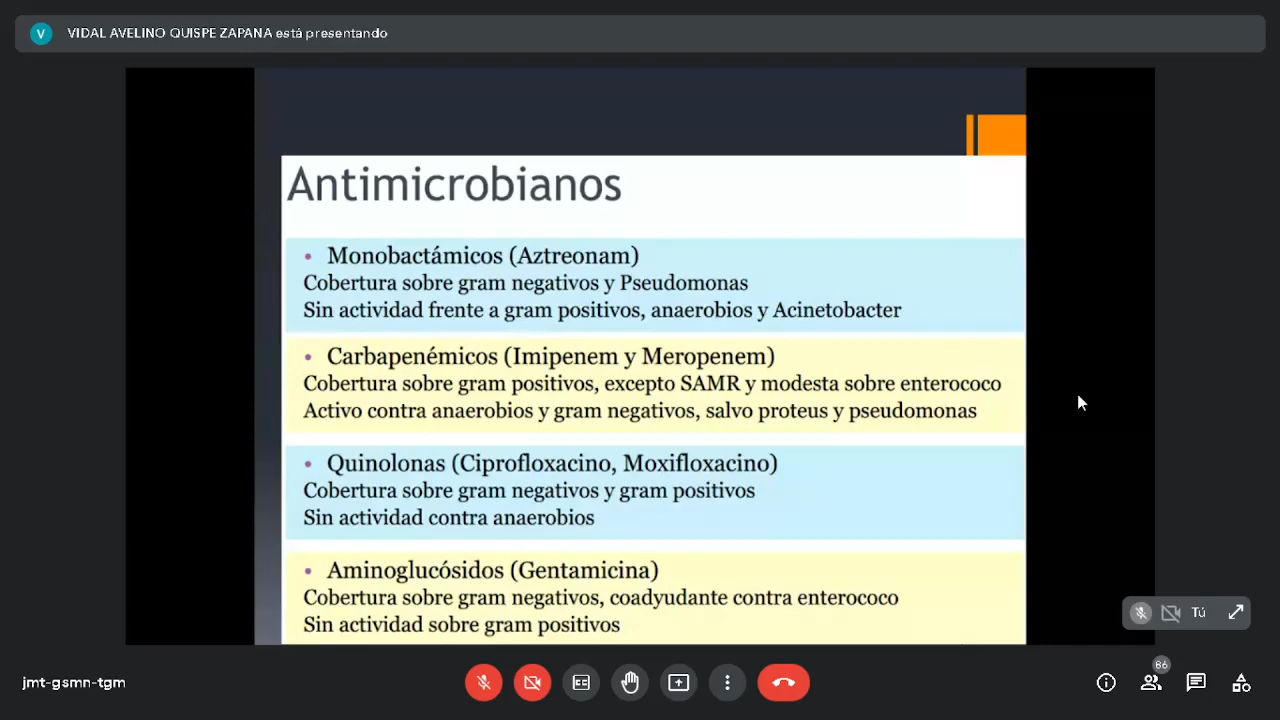 V VIDAL AVELINO QUISPE ZAPANA está presentando
Antimicrobianos
• Monobactámicos (Aztreonam)
Cobertura sobre gram negativos y Pseudomonas
Sin actividad frente a gram positivos, anaerobios y Acinetobacter
• Carbapenémicos (Imipenem y Meropenem)
Cobertura sobre gram positivos, excepto SAMR y modesta sobre enterococo
Activo contra anaerobios y gram negativos, salvo proteus y pseudomonas
• Quinolonas (Ciprofloxacino, Moxifloxacino)
Cobertura sobre gram negativos y gram positivos
Sin actividad contra anaerobios
• Aminoglucósidos (Gentamicina)
Cobertura sobre gram negativos, coadyudante contra enterococo
Sin actividad sobre gram positivos
Tú
jmt-gsmn-tgm
86